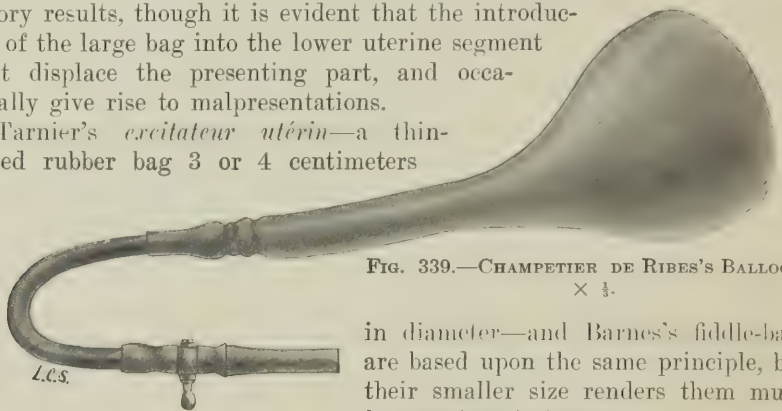 ory results, though it is evident that the introduc-
of the large bag into the lower uterine segment
t displace the presenting part, and occa-
ally give rise to malpresentations.
Tarnier's excitateur utérin—a thin-
ed rubber bag 3 or 4 centimeters
FIG. 339.—CHAMPETIER DE RIBES'S BALLOO
× ⅓.
in diameter—and Barnes's fiddle-ba
are based upon the same principle, b
their smaller size renders them mu
L.C.S.